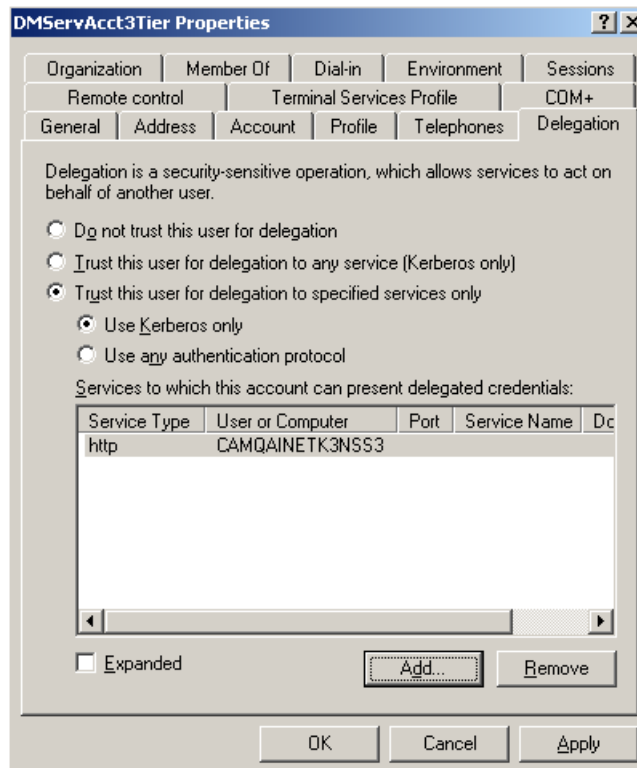 DMServAcct3Tier Properties
Organization Member Of Dial-in Environment Sessions
Remote control Terminal Services Profile COM+
General Address Account Profile Telephones Delegation
Delegation is a security-sensitive operation, which allows services to act on
behalf of another user.
Do not trust this user for delegation
Trust this user for delegation to any service (Kerberos only)
Trust this user for delegation to specified services only
Use Kerberos only
Use any authentication protocol
Services to which this account can present delegated credentials:
Service Type User or Computer Port Service Name Do
http CAMQAINETK3NSS3
Expanded Add... Remove
OK Cancel Apply